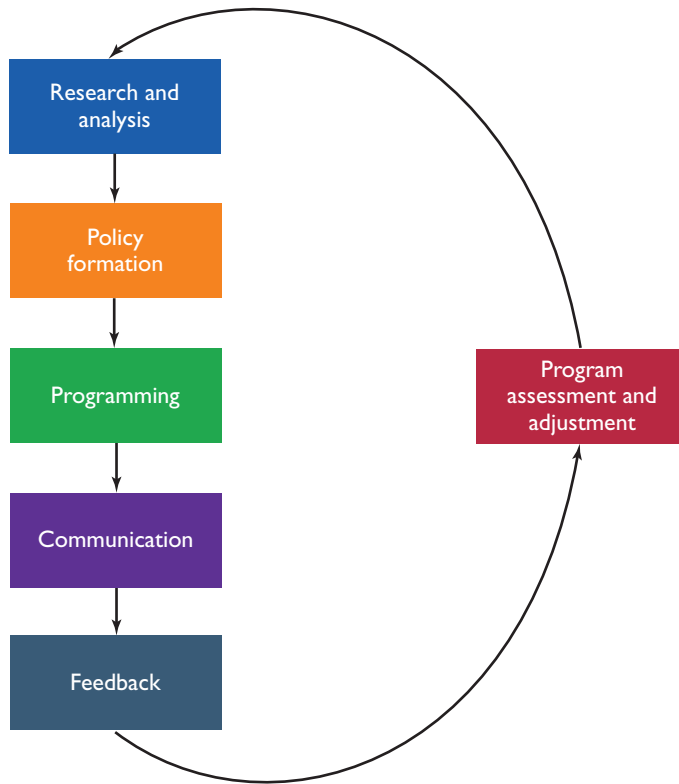 Research and
analysis
Policy
formation
Programming
Communication
Feedback
Program
assessment and
adjustment